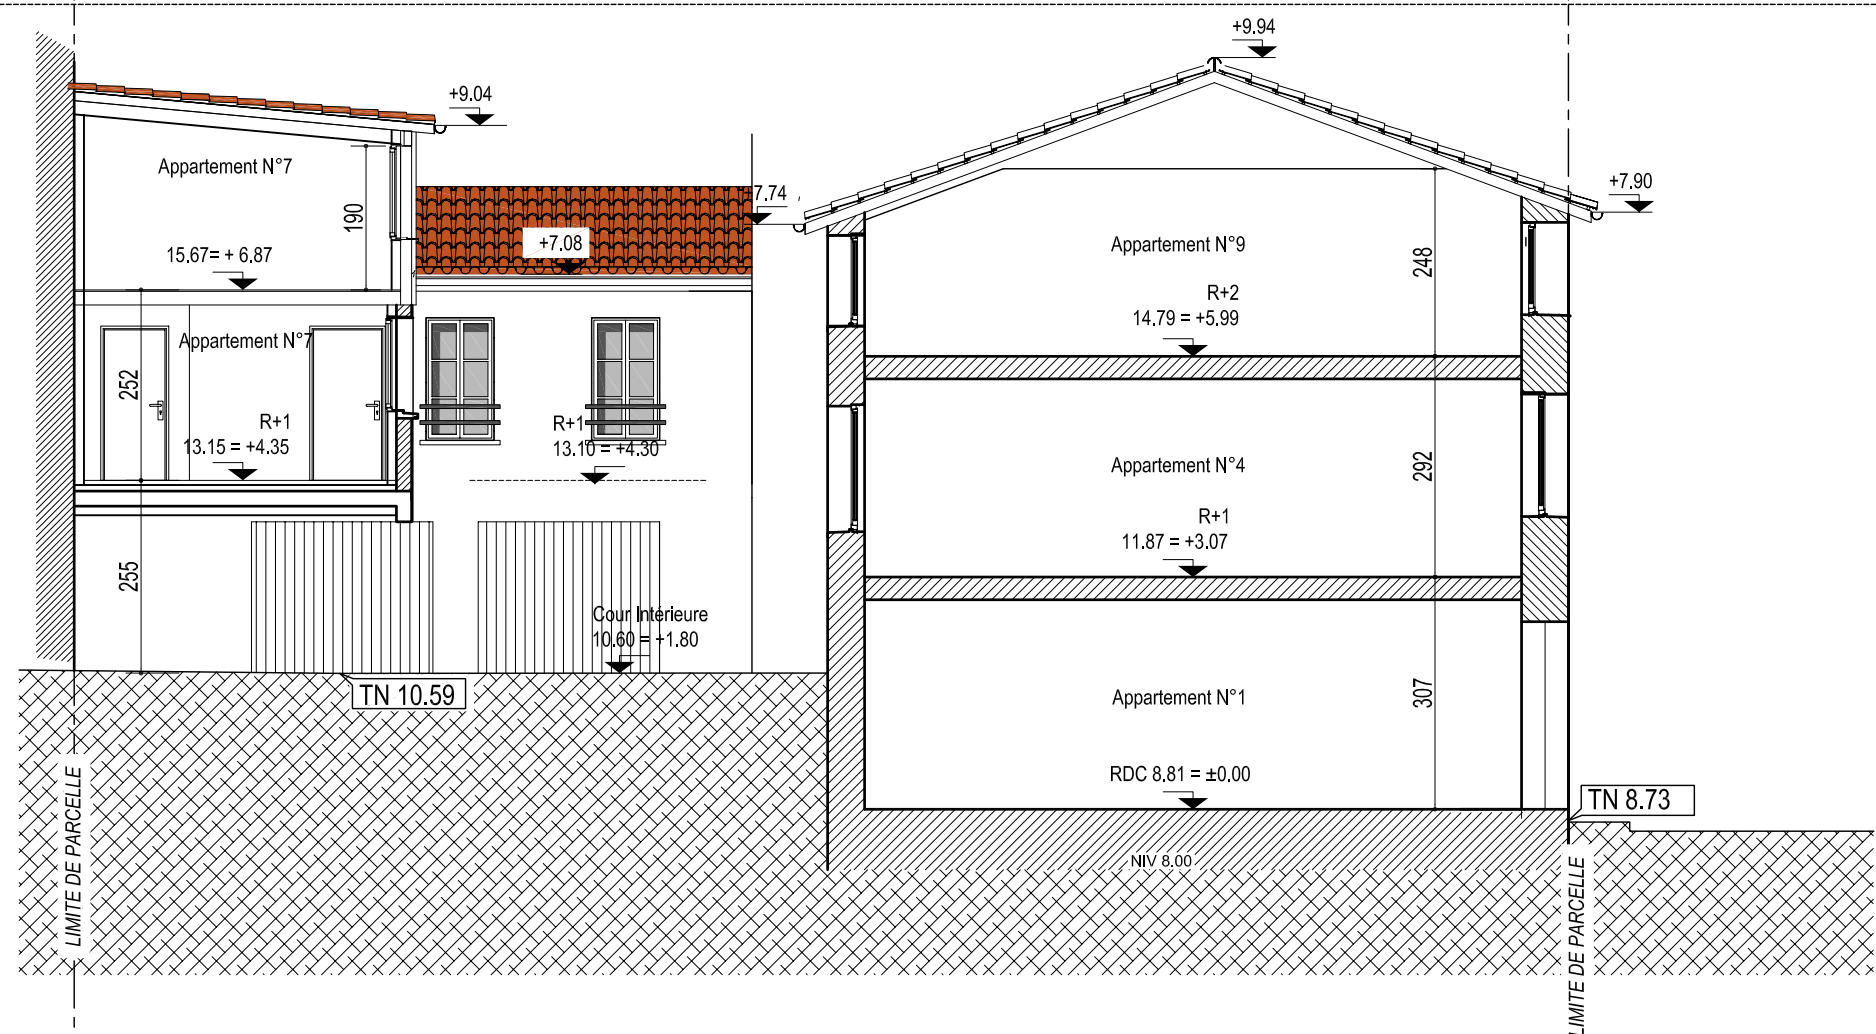 +9.94
+9.04
+7.90
+7.74
Appartement N°7
190
15.67= + 6.87
+7.08
Appartement N°7
252
R+1
13.15 = +4.35
R+1
13.10 = +4.30
255
Cour Intérieure
10.60 = +1.80
TN 10.59
Appartement N°9
248
R+2
14.79 = +5.99
Appartement N°4
292
R+1
11.87 = +3.07
Appartement N°1
307
RDC 8.81 = ±0.00
TN 8.73
NIV 8.00
LIMITE DE PARCELLE
LIMITE DE PARCELLE